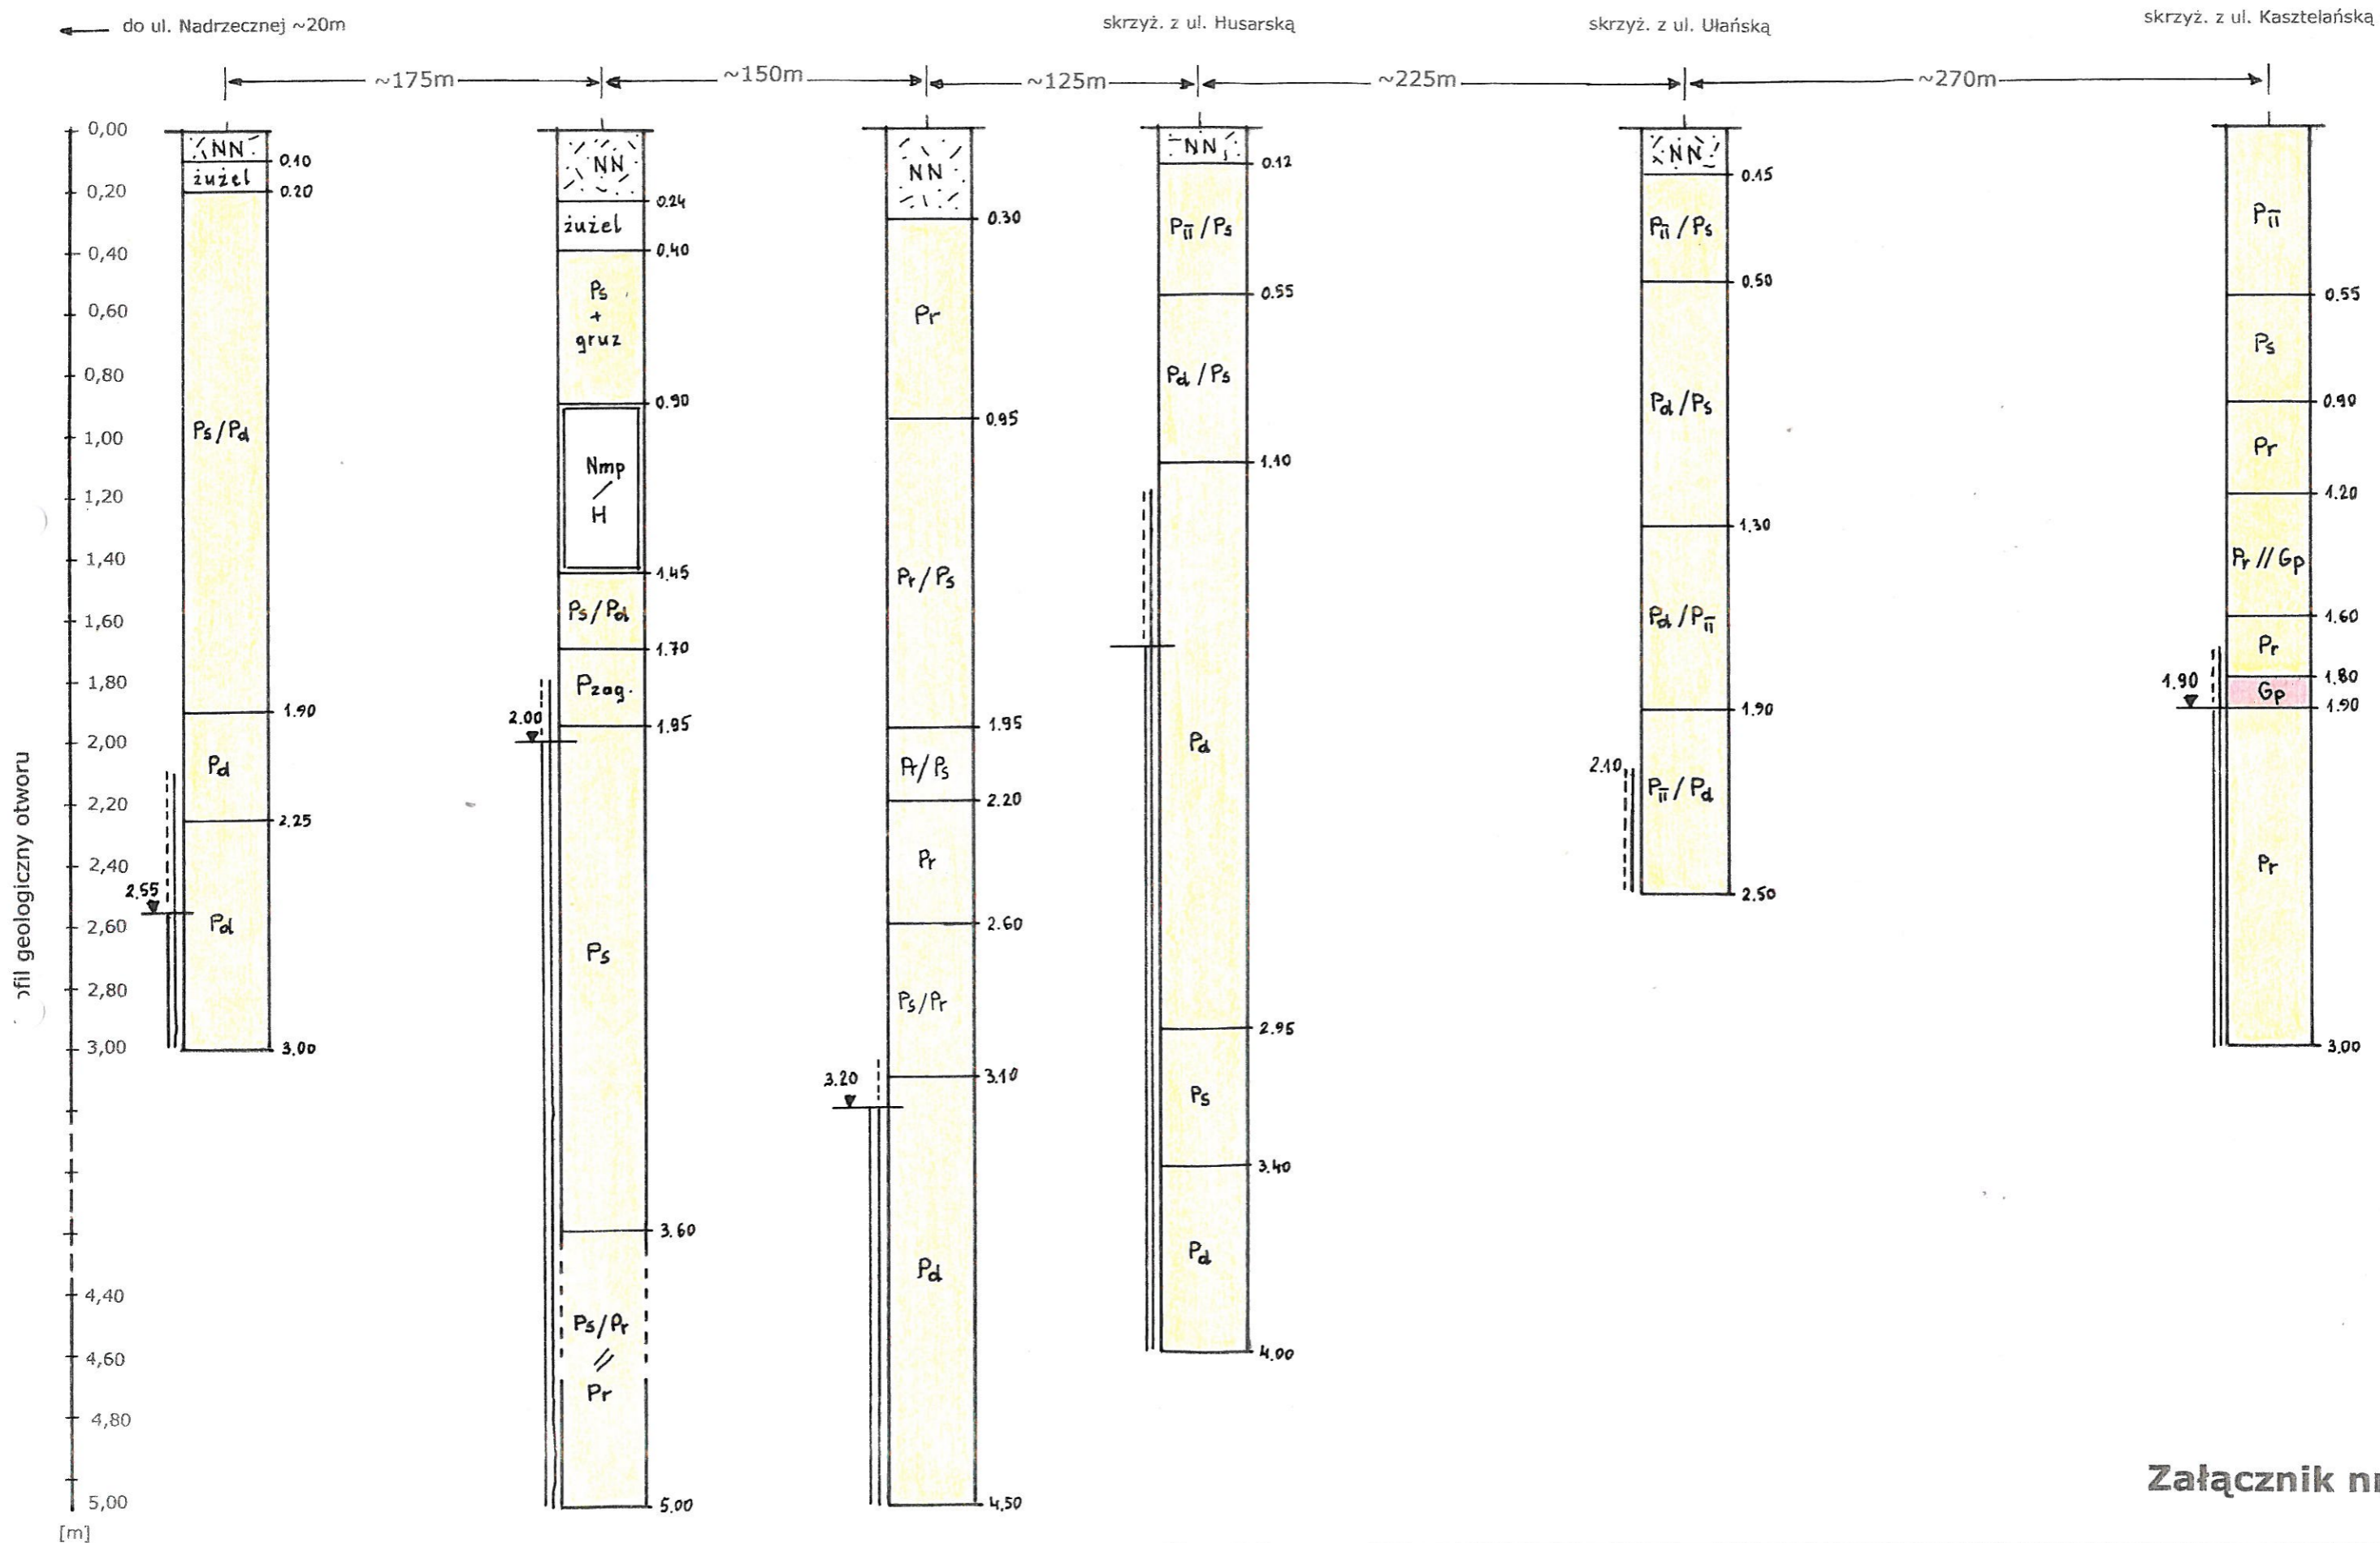 do ul. Nadrzecznej ~20m
skrzyż. z ul. Husarską
skrzyż. z ul. Ułańską
skrzyż. z ul. Kasztelańską
~175m
~150m
~125m
~225m
~270m
0,00
0,20
0,40
0,60
0,80
1,00
1,20
1,40
1,60
1,80
2,00
2,20
2,40
2,60
2,80
3,00
4,40
4,60
4,80
5,00
[m]
ofil geologiczny otworu
NN
0.10
żużel
0.20
Ps/Pd
1.90
Pd
2.25
2.55
Pd
3.00
NN
0.24
żużel
0.40
Ps
+
gruz
0.90
Nmp
/
H
1.45
Ps/Pd
1.70
Pzag.
1.95
2.00
Ps
3.60
Ps/Pr
//
Pr
5.00
NN
0.30
Pr
0.95
Pr/Ps
1.95
/Ps
2.20
Pr
2.60
Ps/Pr
3.10
3.20
Pd
4,50
NN
0.12
Pπ/Ps
0.55
Pd/Ps
1.10
Pd
2.95
Ps
3.40
Pd
4.00
NN
0.15
Pπ/Ps
0.50
Pd/Ps
1.30
Pd/Pπ
1.90
2.10
Pπ/Pd
2.50
Pπ
0.55
Ps
0.90
Pr
1.20
Pr//Gp
1.60
Pr
1.80
Gp
1.90
1.90
Pr
3.00
Załącznik nr